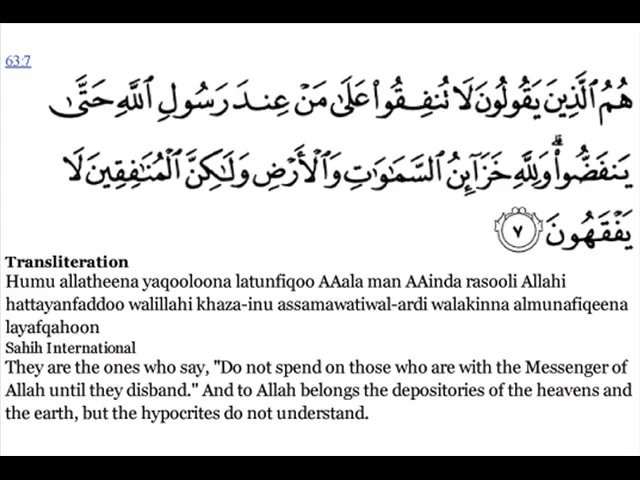 63:7
هُمُ ٱلَّذِينَ يَقُولُونَ لَا تُنفِقُوا۟ عَلَىٰ مَنْ عِندَ رَسُولِ ٱللَّهِ حَتَّىٰ
يَنفَضُّوا۟ ۗ وَلِلَّهِ خَزَآئِنُ ٱلسَّمَـٰوَٰتِ وَٱلْأَرْضِ وَلَـٰكِنَّ ٱلْمُنَـٰفِقِينَ لَا
يَفْقَهُونَ ٧
Transliteration
Humu allatheena yaqooloona latunfiqoo AAala man AAinda rasooli Allahi
hattayanfaddoo walillahi khaza-inu assamawatiwal-ardi walakinna almunafiqeena
layafqahoon
Sahih International
They are the ones who say, "Do not spend on those who are with the Messenger of
Allah until they disband." And to Allah belongs the depositories of the heavens and
the earth, but the hypocrites do not understand.